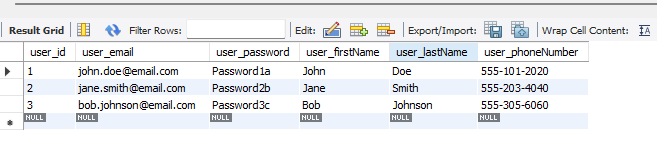 Result Grid Filter Rows: Edit: Export/Import: Wrap Cell Content: IA
user_id user_email user_password user_firstName user_lastName user_phoneNumber
1 john.doe@email.com Password1a John Doe 555-101-2020
2 jane.smith@email.com Password2b Jane Smith 555-203-4040
3 bob.johnson@email.com Password3c Bob Johnson 555-305-6060
NULL NULL NULL NULL NULL NULL